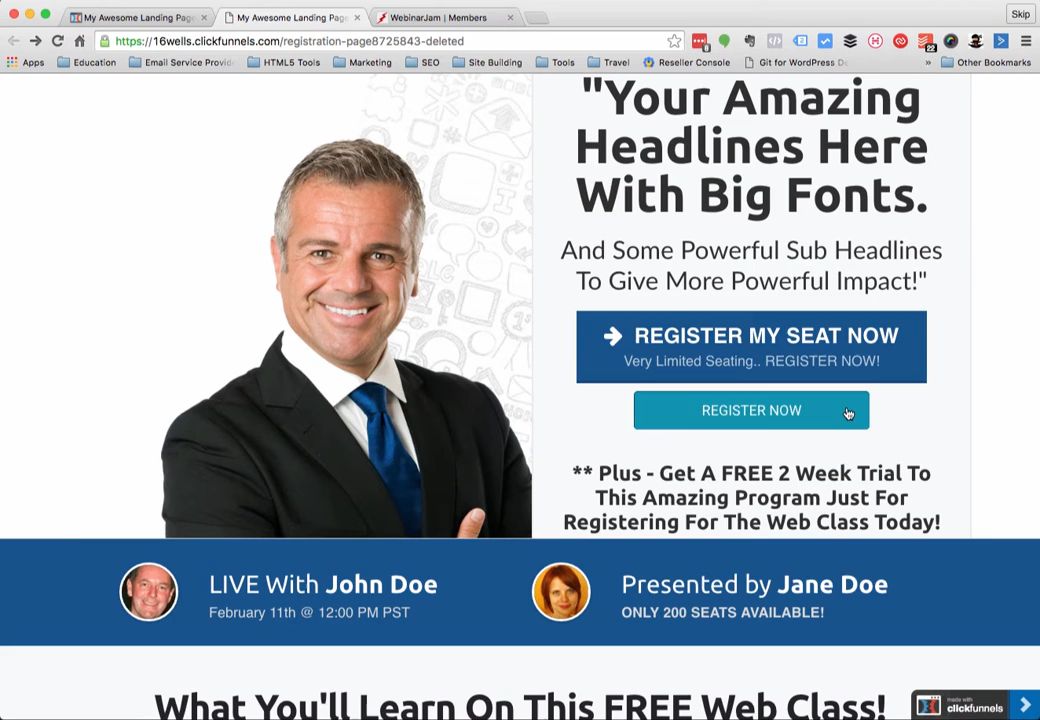 My Awesome Landing Page
My Awesome Landing Page
WebinarJam | Members
Skip
https://16wells.clickfunnels.com/registration-page8725843-deleted
22
Apps
Education
Email Service Provid
HTML5 Tools
Marketing
SEO
Site Building
Tools
Travel
Reseller Console
Git for WordPress De
»
Other Bookmarks
"Your Amazing
Headlines Here
With Big Fonts.
And Some Powerful Sub Headlines
To Give More Powerful Impact!"
REGISTER MY SEAT NOW
Very Limited Seating.. REGISTER NOW!
REGISTER NOW
** Plus - Get A FREE 2 Week Trial To
This Amazing Program Just For
Registering For The Web Class Today!
LIVE With John Doe
February 11th @ 12:00 PM PST
Presented by Jane Doe
ONLY 200 SEATS AVAILABLE!
What You'll Learn On This FREE Web Class!
made with
clickfunnels